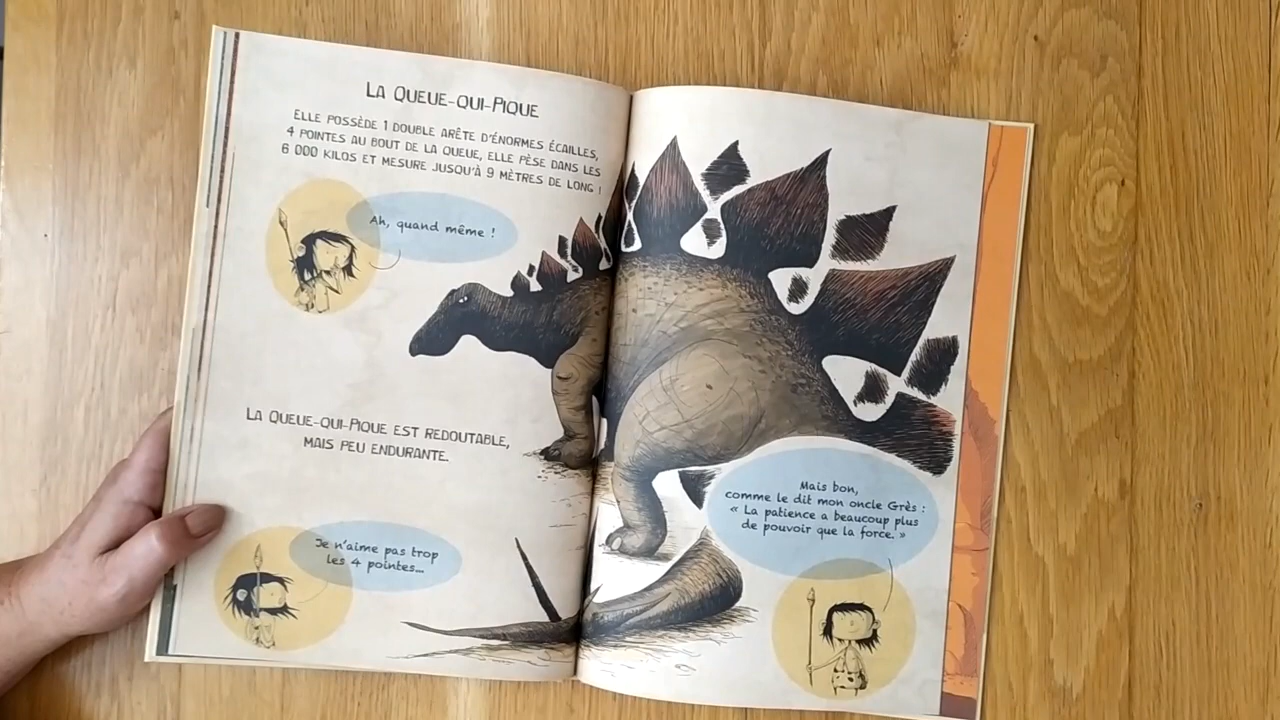 La Queue-qui-Pique
Elle possède 1 double arête d'énormes écailles,
4 pointes au bout de la queue, elle pèse dans les
6 000 kilos et mesure jusqu'à 9 mètres de long !
Ah, quand même !
La Queue-qui-Pique est redoutable,
mais peu endurante.
Je n'aime pas trop
les 4 pointes...
Mais bon,
comme le dit mon oncle Grès :
« La patience a beaucoup plus
de pouvoir que la force. »